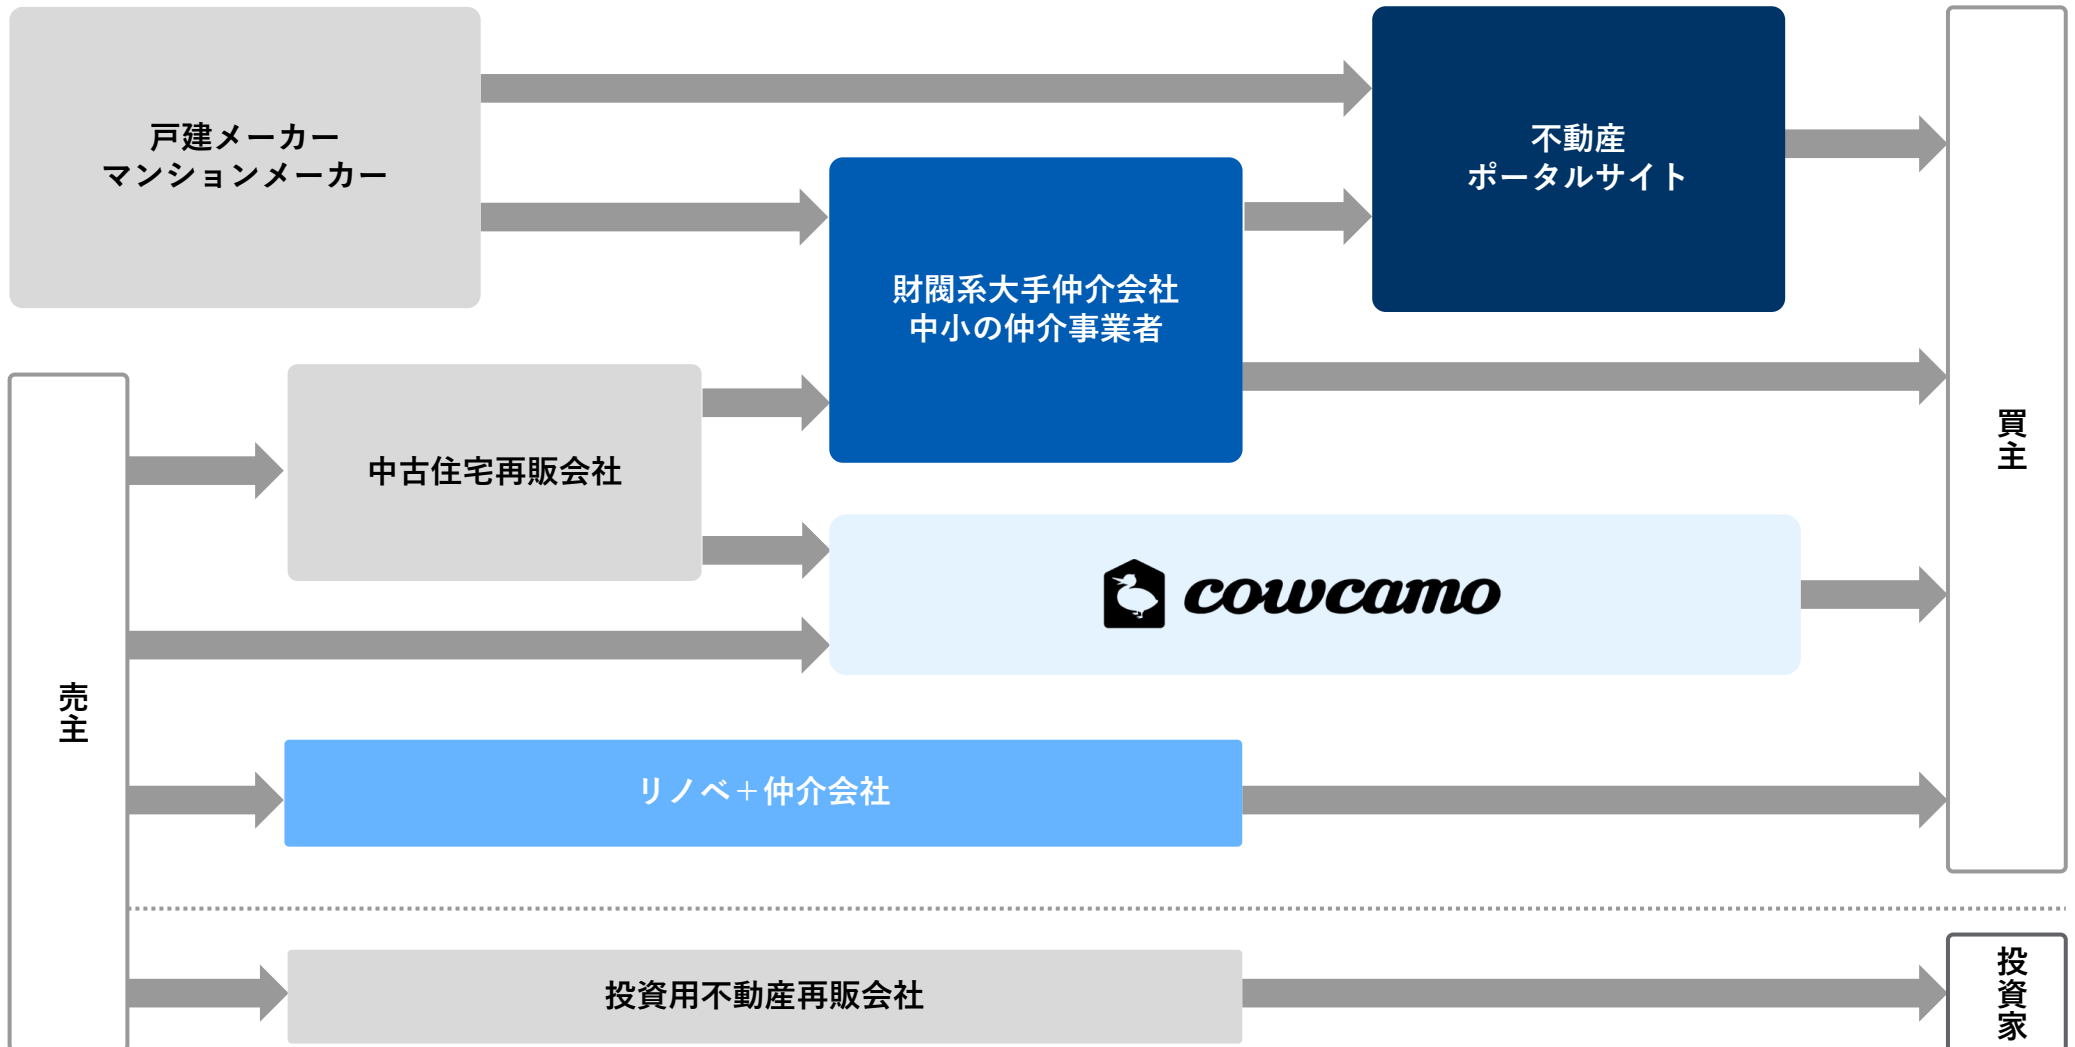 戸建メーカー
マンションメーカー
不動産
ポータルサイト
財閥系大手仲介会社
中小の仲介事業者
買主
中古住宅再販会社
cowcamo
売主
リノベ＋仲介会社
投資用不動産再販会社
投資家